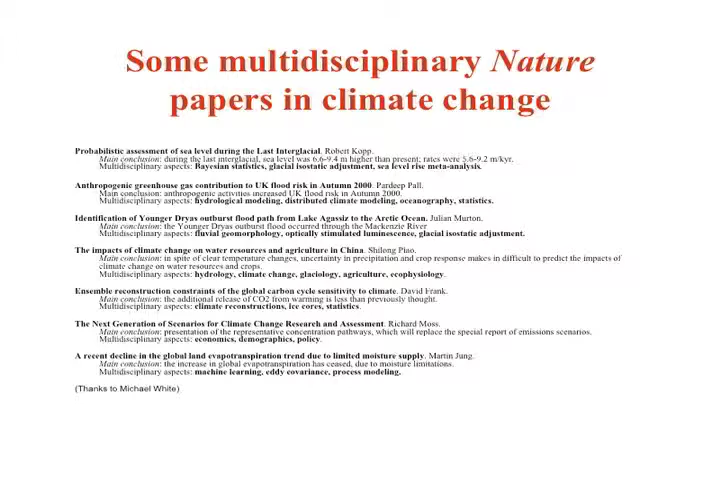 Some multidisciplinary Nature
papers in climate change
Probabilistic assessment of sea level during the Last Interglacial. Robert Kopp.
Main conclusion: during the last interglacial, sea level was 6.6-9.4 m higher than present; rates were 5.6-9.2 m/kyr.
Multidisciplinary aspects: Bayesian statistics, glacial isostatic adjustment, sea level rise meta-analysis.
Anthropogenic greenhouse gas contribution to UK flood risk in Autumn 2000. Pardeep Pall.
Main conclusion: anthropogenic activities increased UK flood risk in Autumn 2000.
Multidisciplinary aspects: hydrological modeling, distributed climate modeling, oceanography, statistics.
Identification of Younger Dryas outburst flood path from Lake Agassiz to the Arctic Ocean. Julian Murton.
Main conclusion: the Younger Dryas outburst flood occurred through the Mackenzie River
Multidisciplinary aspects: fluvial geomorphology, optically stimulated luminescence, glacial isostatic adjustment.
The impacts of climate change on water resources and agriculture in China. Shilong Piao.
Main conclusion: in spite of clear temperature changes, uncertainty in precipitation and crop response makes in difficult to predict the impacts of
climate change on water resources and crops.
Multidisciplinary aspects: hydrology, climate change, glaciology, agriculture, ecophysiology.
Ensemble reconstruction constraints of the global carbon cycle sensitivity to climate. David Frank.
Main conclusion: the additional release of CO2 from warming is less than previously thought.
Multidisciplinary aspects: climate reconstructions, ice cores, statistics.
The Next Generation of Scenarios for Climate Change Research and Assessment. Richard Moss.
Main conclusion: presentation of the representative concentration pathways, which will replace the special report of emissions scenarios.
Multidisciplinary aspects: economics, demographics, policy.
A recent decline in the global land evapotranspiration trend due to limited moisture supply. Martin Jung.
Main conclusion: the increase in global evapotranspiration has ceased, due to moisture limitations.
Multidisciplinary aspects: machine learning, eddy covariance, process modeling.
(Thanks to Michael White)